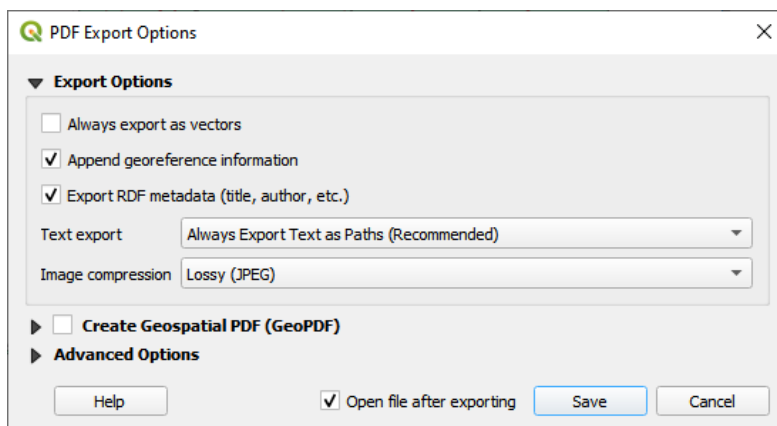 PDF Export Options
Export Options
Always export as vectors
Append georeference information
Export RDF metadata (title, author, etc.)
Text export Always Export Text as Paths (Recommended)
Image compression Lossy (JPEG)
Create Geospatial PDF (GeoPDF)
Advanced Options
Help Open file after exporting Save Cancel